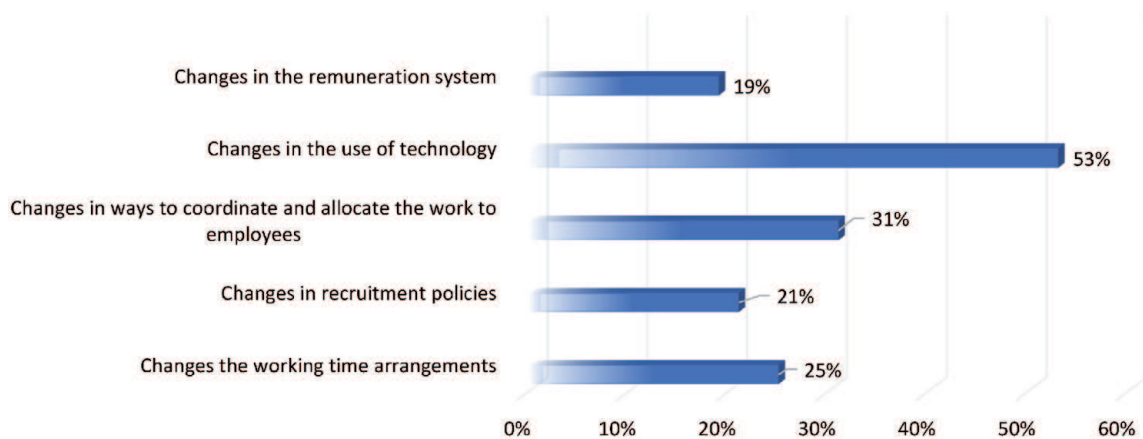 Changes in the remuneration system
19%
Changes in the use of technology
53%
Changes in ways to coordinate and allocate the work to
employees
31%
Changes in recruitment policies
21%
Changes the working time arrangements
25%
0% 10% 20% 30% 40% 50% 60%